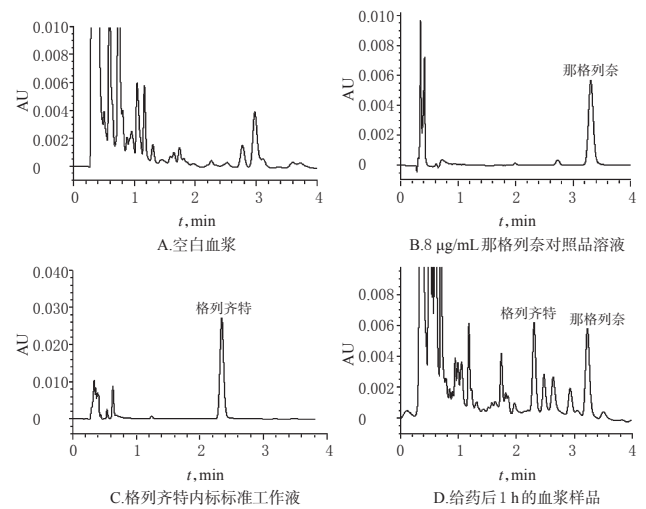 0.010
0.008
0.006
0.004
0.002
0
AU
0 1 2 3 4
t,min
A.空白血浆
0.010
0.008
0.006
0.004
0.002
0
AU
那格列奈
0 1 2 3 4
t,min
B.8 μg/mL那格列奈对照品溶液
0.040
0.030
0.020
0.010
0
AU
格列齐特
0 1 2 3 4
t,min
C.格列齐特内标标准工作液
0.008
0.006
0.004
0.002
0
AU
格列齐特 那格列奈
0 1 2 3 4
t,min
D.给药后1 h的血浆样品